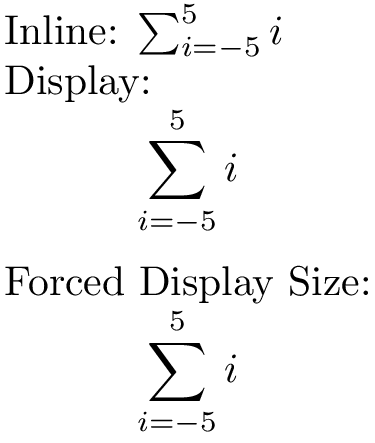 Inline: ∑_{i=-5}^{5} i
Display:
∑_{i=-5}^{5} i
Forced Display Size:
∑_{i=-5}^{5} i